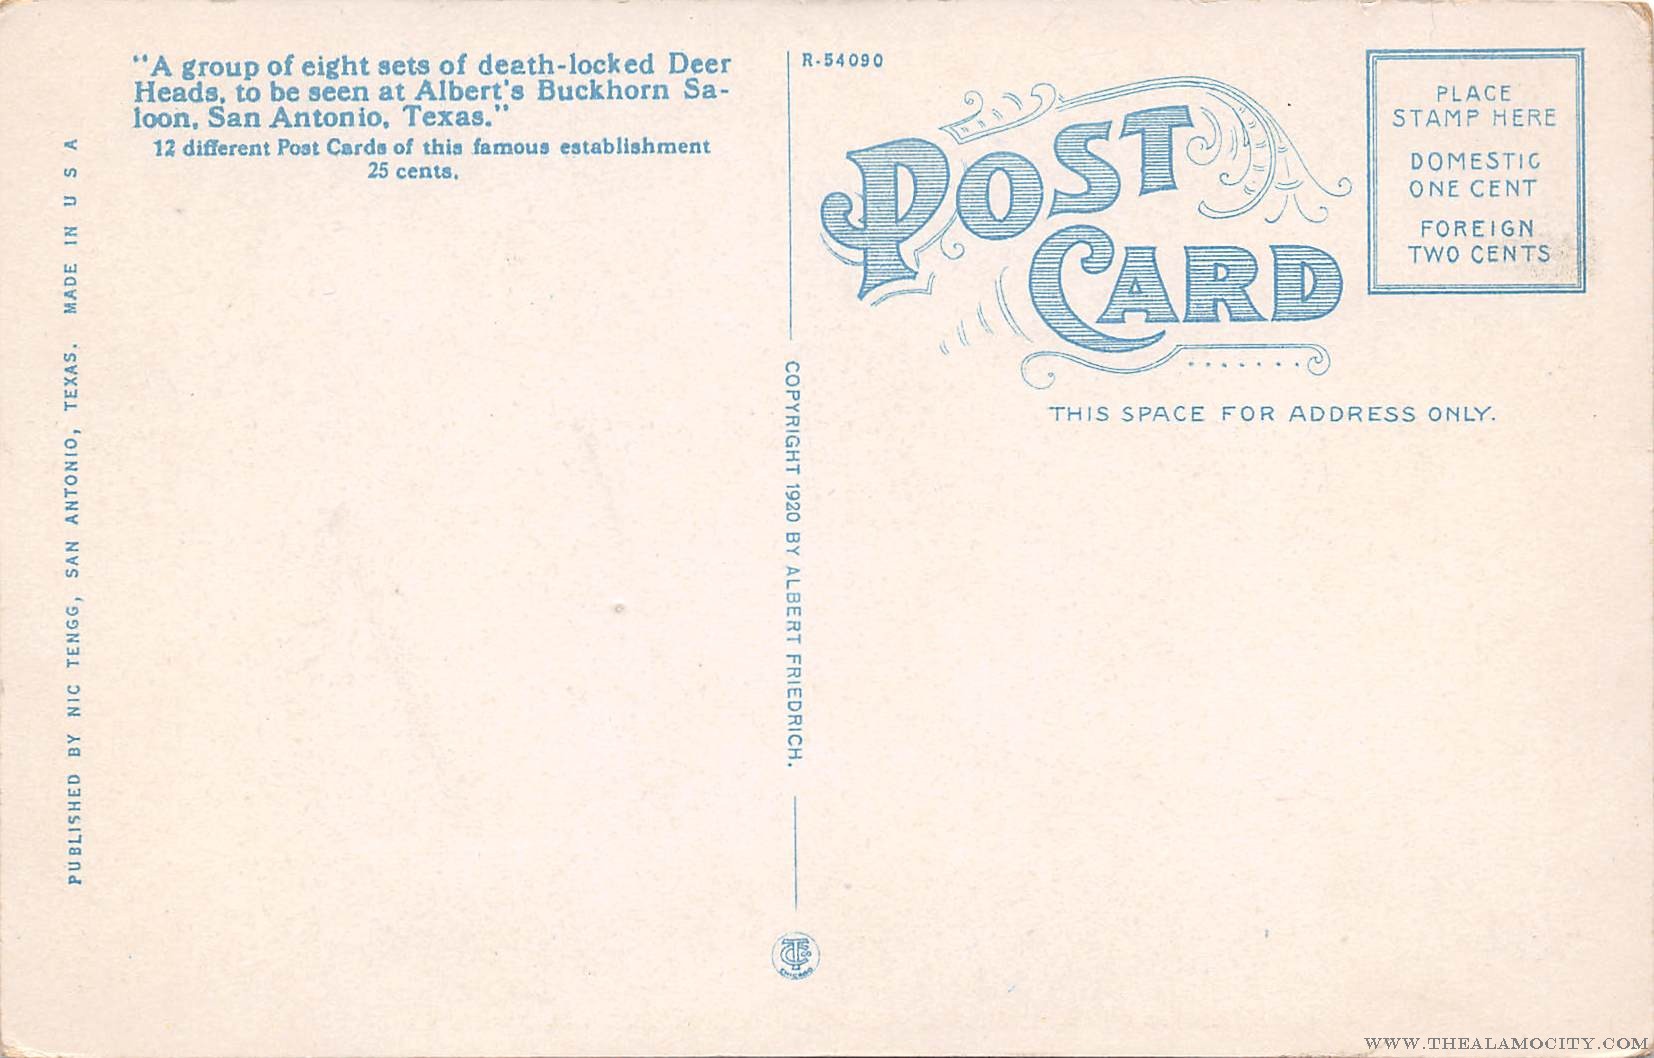 "A group of eight sets of death-locked Deer
Heads, to be seen at Albert's Buckhorn Sa-
loon, San Antonio, Texas."
12 different Post Cards of this famous establishment
25 cents.
PUBLISHED BY NIC TENGG, SAN ANTONIO, TEXAS. MADE IN U S A
R-54090
POST
CARD
PLACE
STAMP HERE
DOMESTIC
ONE CENT
FOREIGN
TWO CENTS
THIS SPACE FOR ADDRESS ONLY.
COPYRIGHT 1920 BY ALBERT FRIEDRICH.
CHICAGO
WWW.THEALAMOCITY.COM